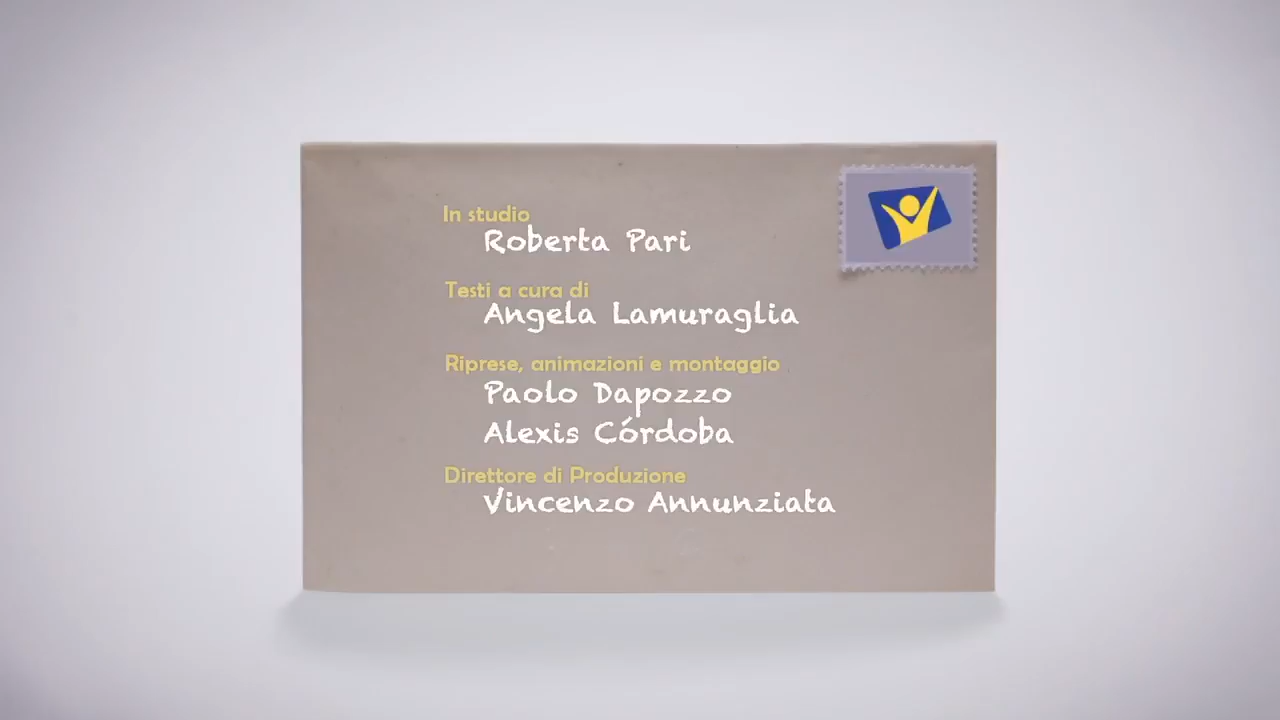 In studio
Roberta Pari
Testi a cura di
Angela Lamuraglia
Riprese, animazioni e montaggio
Paolo Dapozzo
Alexis Córdoba
Direttore di Produzione
Vincenzo Annunziata